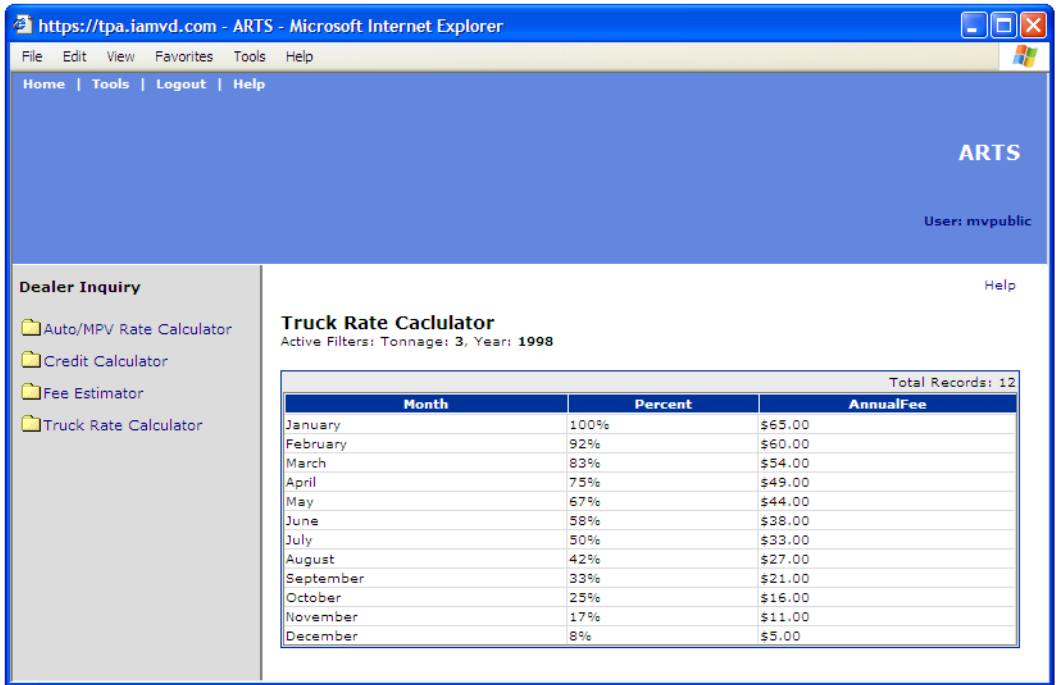 https://tpa.iamvd.com - ARTS - Microsoft Internet Explorer
File Edit View Favorites Tools Help
Home | Tools | Logout | Help
ARTS
User: mvpublic
Dealer Inquiry
Auto/MPV Rate Calculator
Credit Calculator
Fee Estimator
Truck Rate Calculator
Help
Truck Rate Caclulator
Active Filters: Tonnage: 3, Year: 1998
Total Records: 12
Month Percent AnnualFee
January 100% $65.00
February 92% $60.00
March 83% $54.00
April 75% $49.00
May 67% $44.00
June 58% $38.00
July 50% $33.00
August 42% $27.00
September 33% $21.00
October 25% $16.00
November 17% $11.00
December 8% $5.00